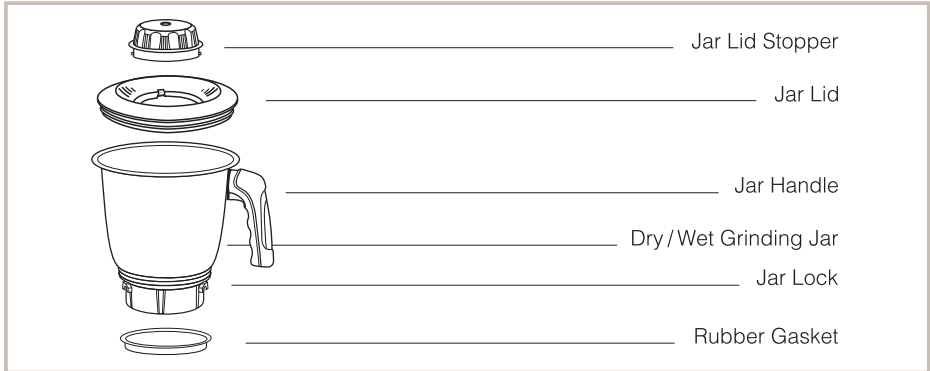 Jar Lid Stopper
Jar Lid
Jar Handle
Dry / Wet Grinding Jar
Jar Lock
Rubber Gasket